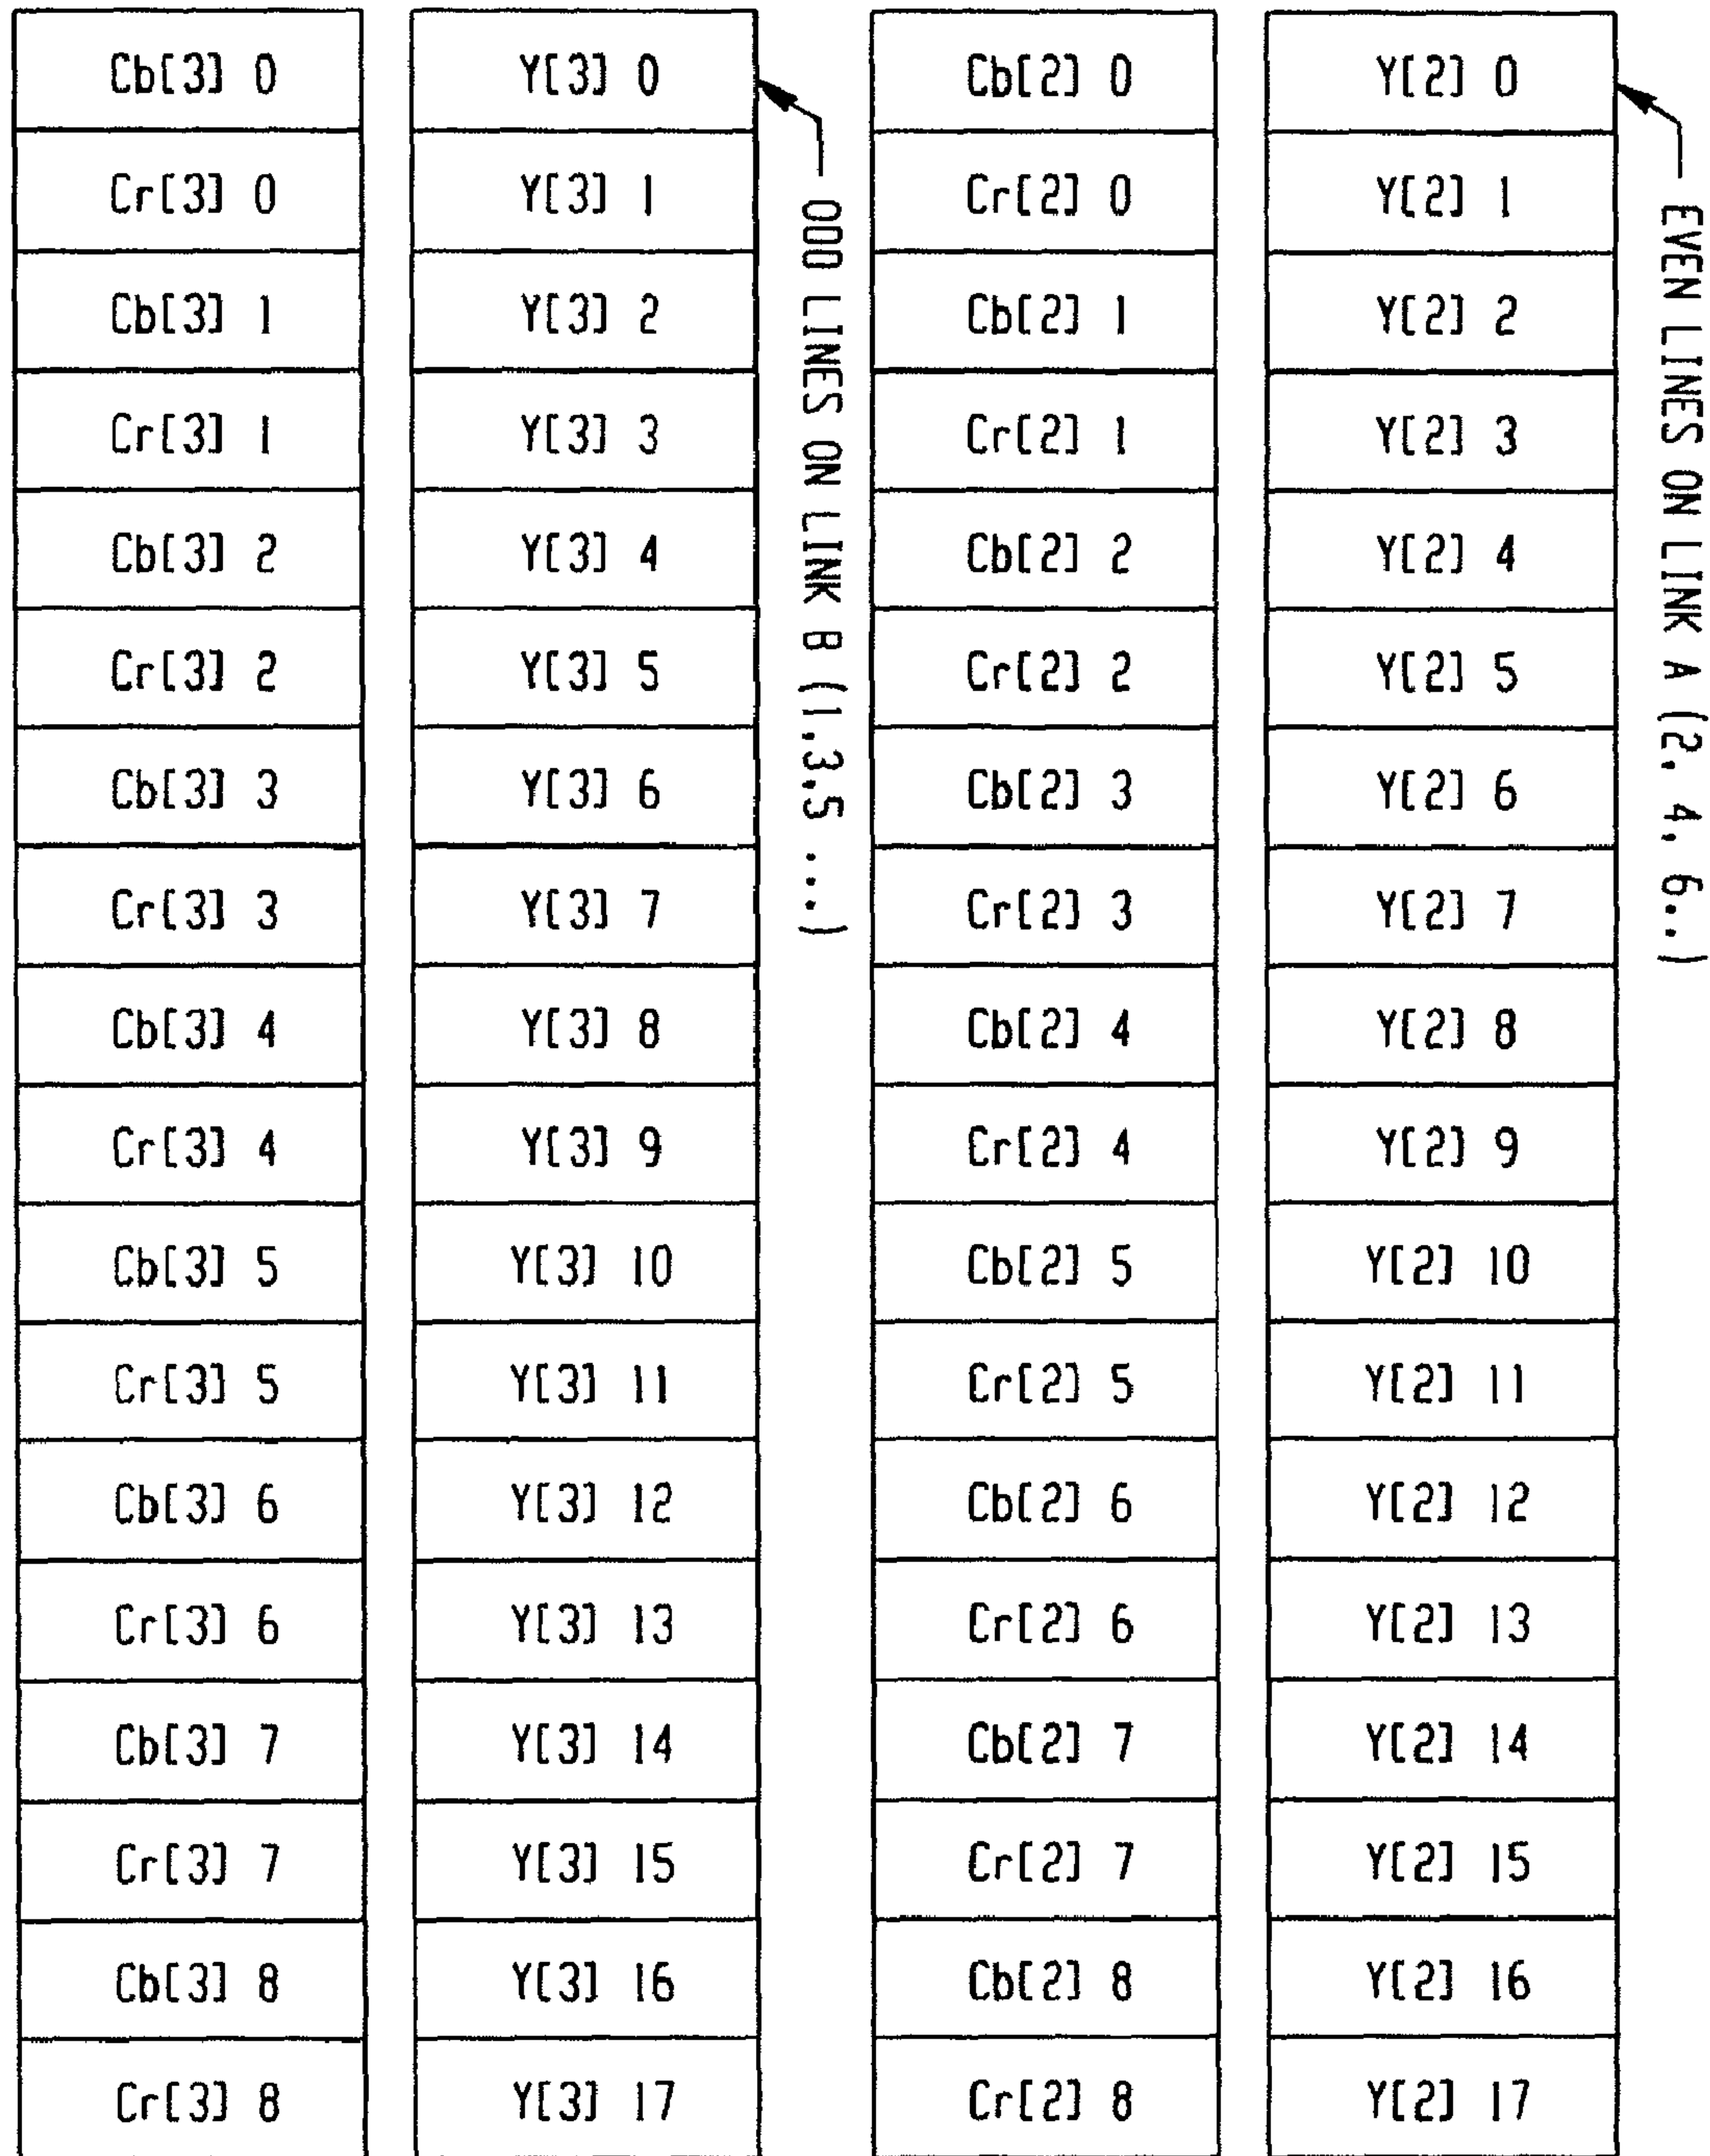 Cb[3] 0
Cr[3] 0
Cb[3] 1
Cr[3] 1
Cb[3] 2
Cr[3] 2
Cb[3] 3
Cr[3] 3
Cb[3] 4
Cr[3] 4
Cb[3] 5
Cr[3] 5
Cb[3] 6
Cr[3] 6
Cb[3] 7
Cr[3] 7
Cb[3] 8
Cr[3] 8
Y[3] 0
Y[3] 1
Y[3] 2
Y[3] 3
Y[3] 4
Y[3] 5
Y[3] 6
Y[3] 7
Y[3] 8
Y[3] 9
Y[3] 10
Y[3] 11
Y[3] 12
Y[3] 13
Y[3] 14
Y[3] 15
Y[3] 16
Y[3] 17
ODD LINES ON LINK B (1,3,5 ...)
Cb[2] 0
Cr[2] 0
Cb[2] 1
Cr[2] 1
Cb[2] 2
Cr[2] 2
Cb[2] 3
Cr[2] 3
Cb[2] 4
Cr[2] 4
Cb[2] 5
Cr[2] 5
Cb[2] 6
Cr[2] 6
Cb[2] 7
Cr[2] 7
Cb[2] 8
Cr[2] 8
Y[2] 0
Y[2] 1
Y[2] 2
Y[2] 3
Y[2] 4
Y[2] 5
Y[2] 6
Y[2] 7
Y[2] 8
Y[2] 9
Y[2] 10
Y[2] 11
Y[2] 12
Y[2] 13
Y[2] 14
Y[2] 15
Y[2] 16
Y[2] 17
EVEN LINES ON LINK A (2, 4, 6..)